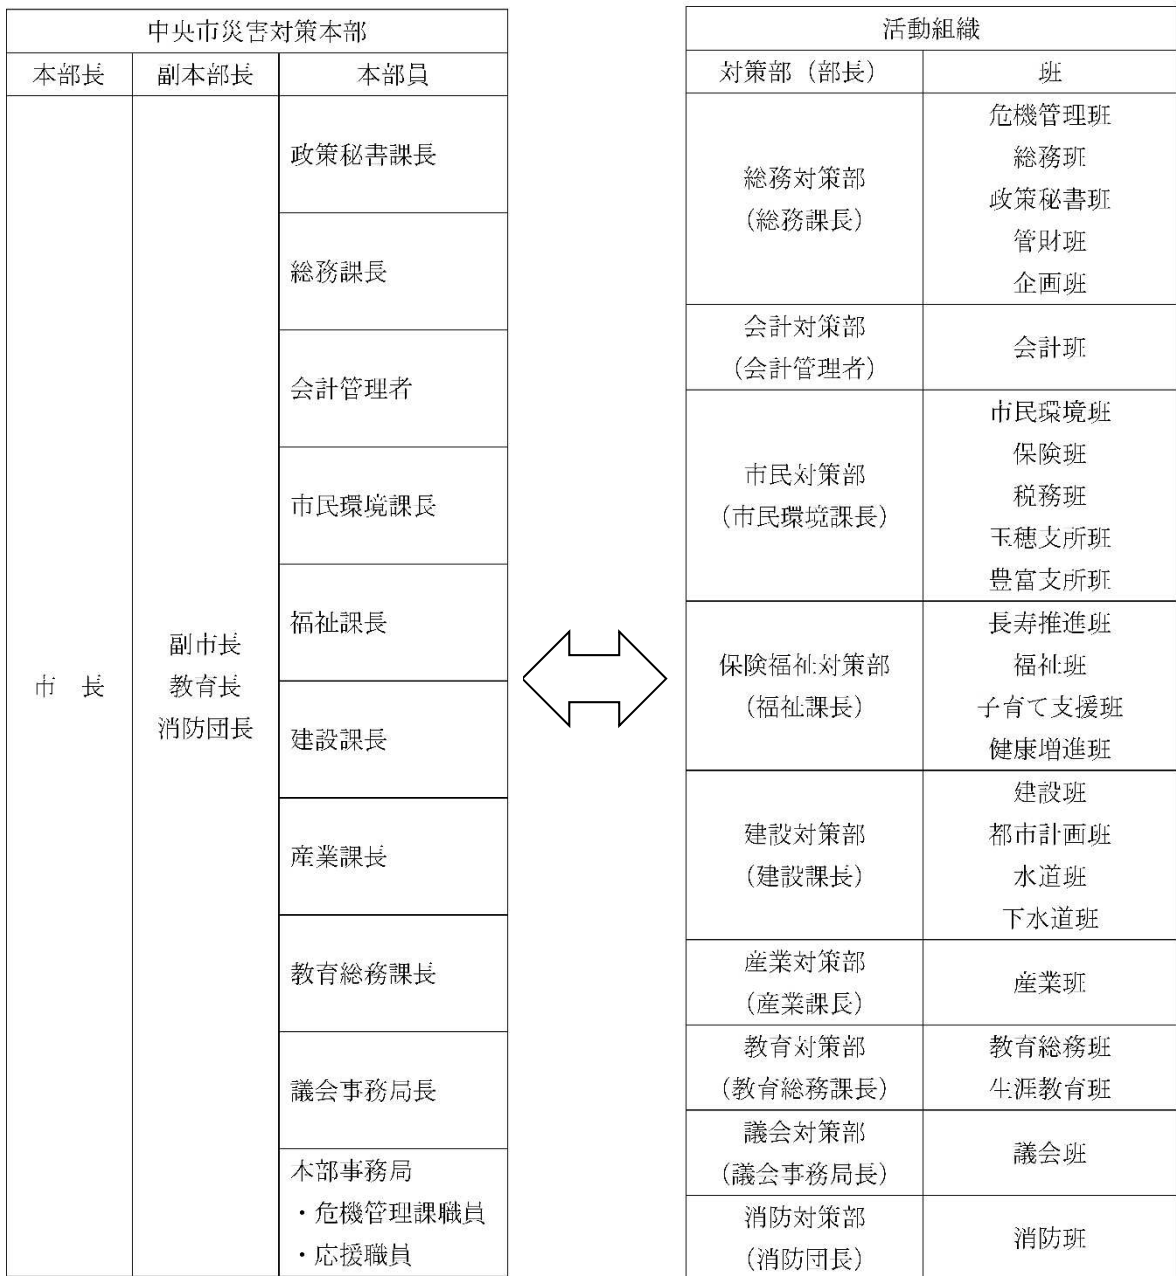 中央市災害対策本部
本部長 副本部長 本部員
市　長
副市長
教育長
消防団長
政策秘書課長
総務課長
会計管理者
市民環境課長
福祉課長
建設課長
産業課長
教育総務課長
議会事務局長
本部事務局
・危機管理課職員
・応援職員
活動組織
対策部（部長） 班
総務対策部
（総務課長）
危機管理班
総務班
政策秘書班
管財班
企画班
会計対策部
（会計管理者）
会計班
市民対策部
（市民環境課長）
市民環境班
保険班
税務班
玉穂支所班
豊富支所班
保険福祉対策部
（福祉課長）
長寿推進班
福祉班
子育て支援班
健康増進班
建設対策部
（建設課長）
建設班
都市計画班
水道班
下水道班
産業対策部
（産業課長）
産業班
教育対策部
（教育総務課長）
教育総務班
生涯教育班
議会対策部
（議会事務局長）
議会班
消防対策部
（消防団長）
消防班